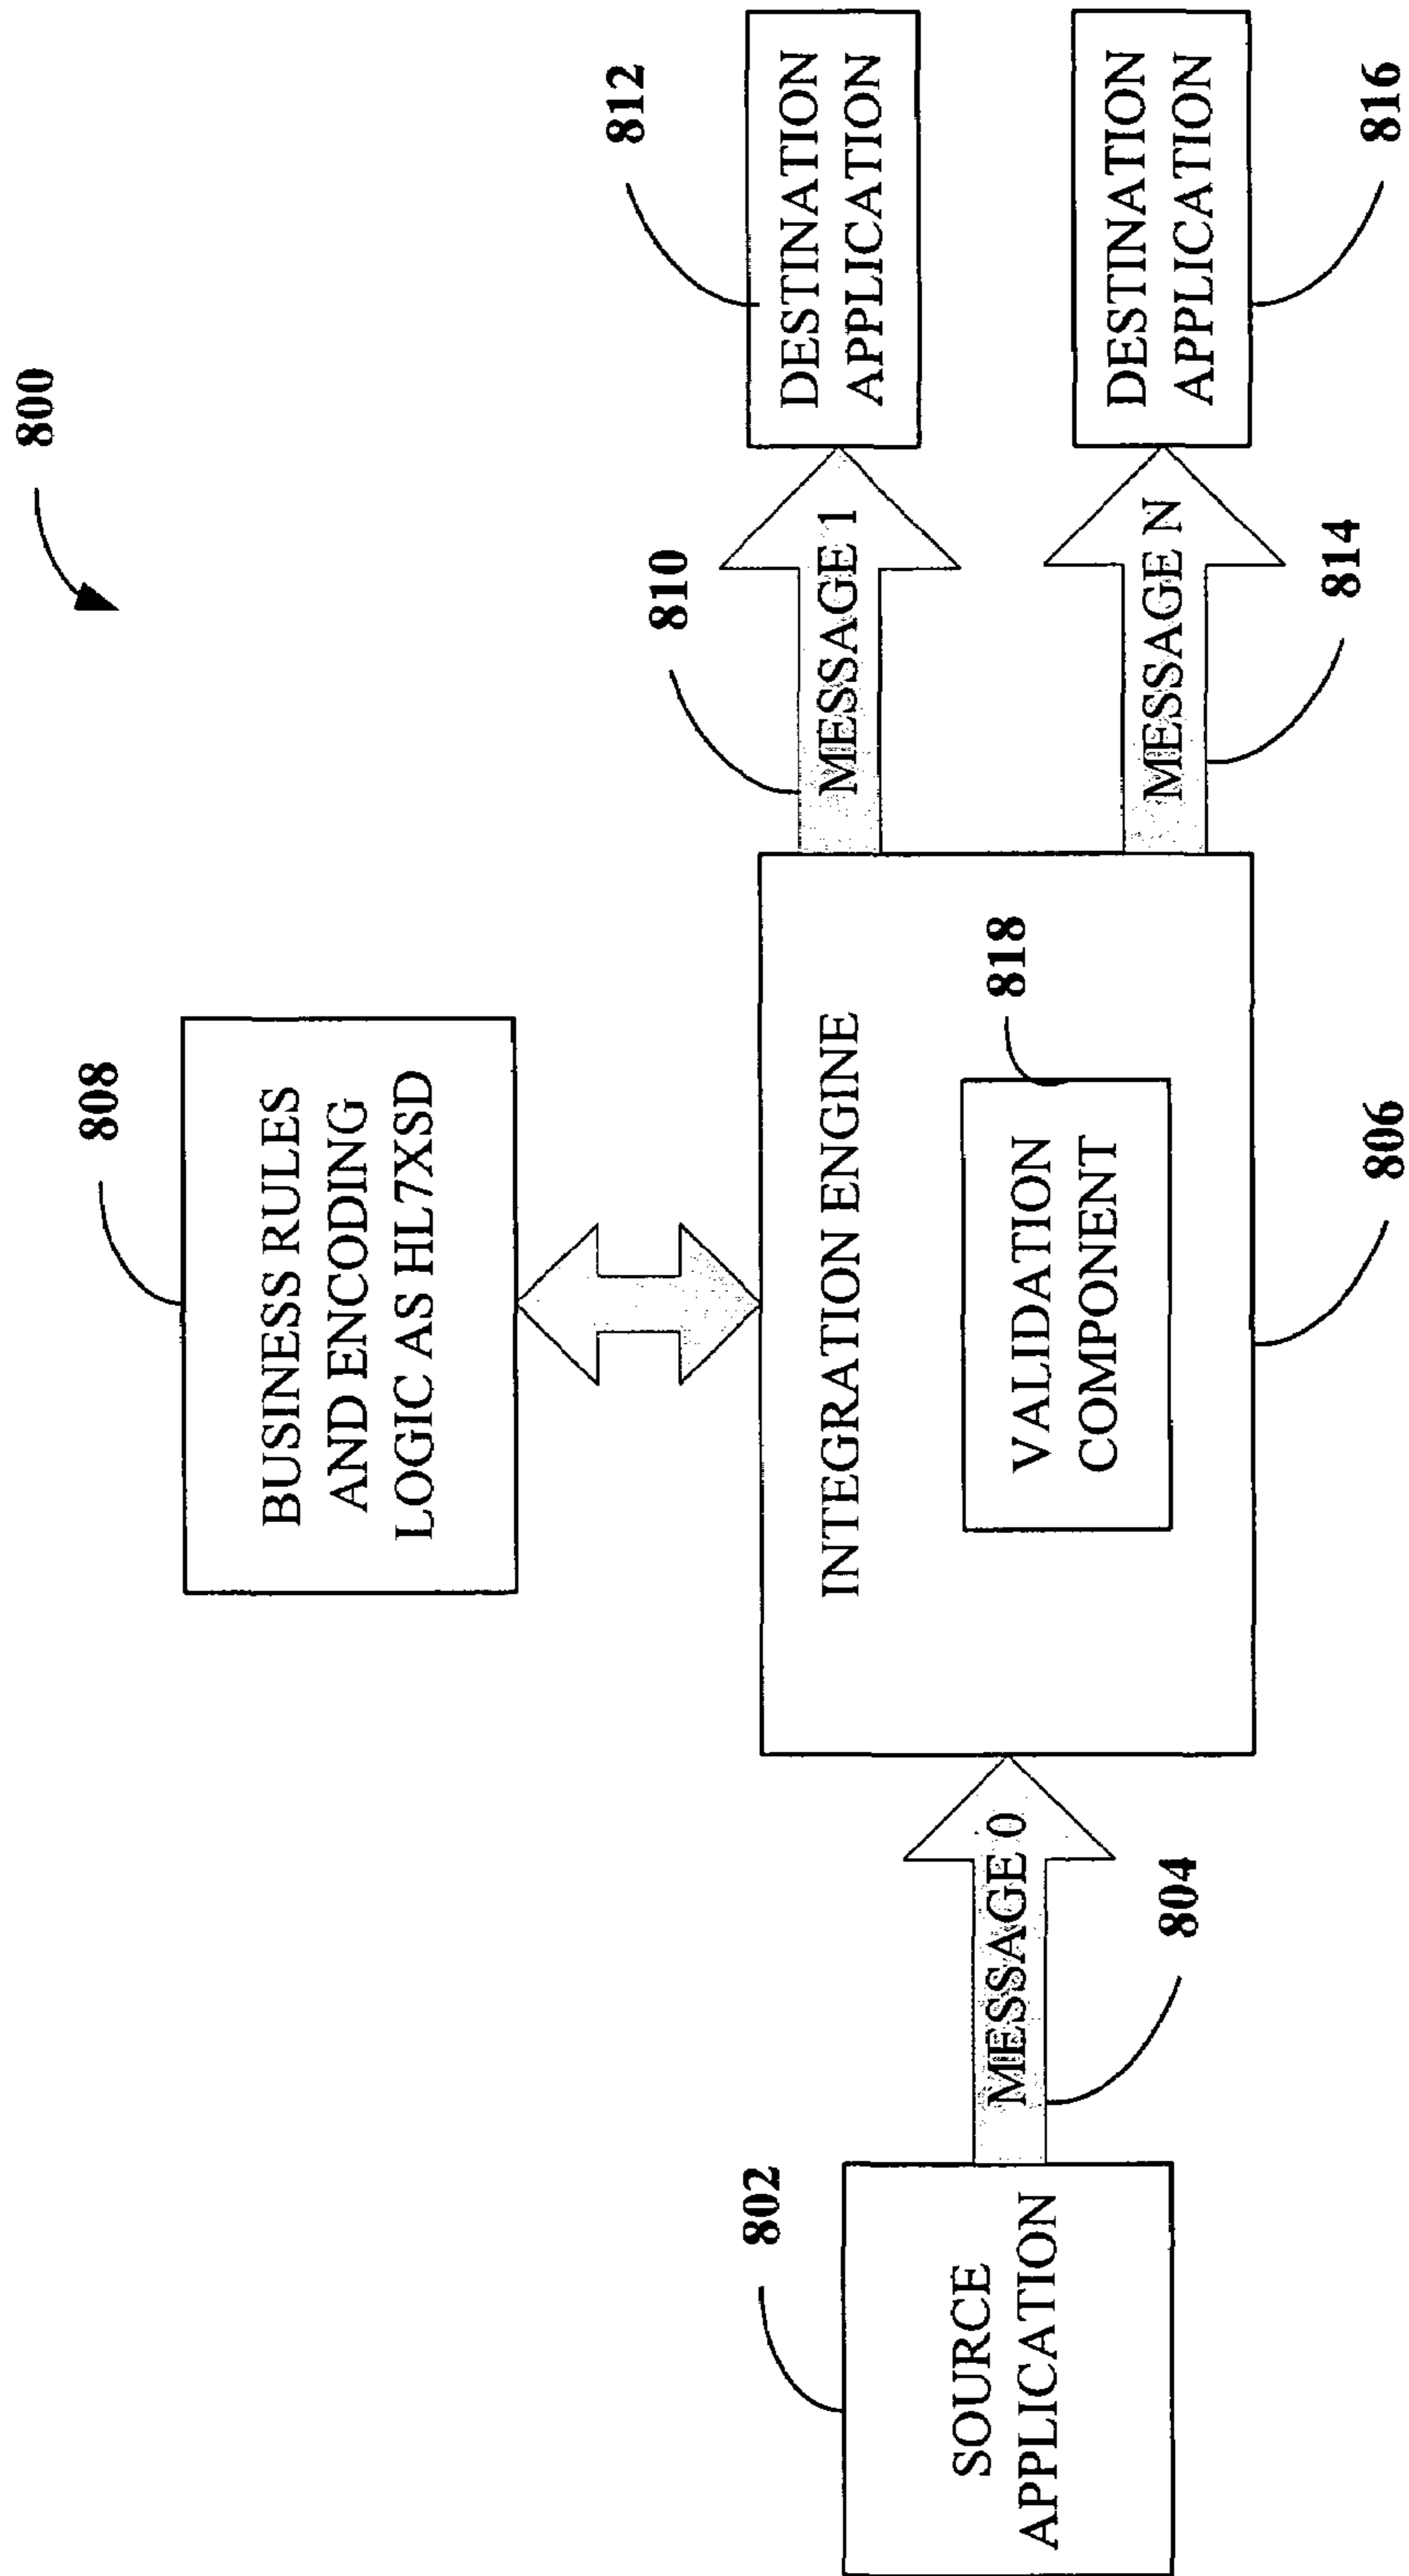 800
808
BUSINESS RULES
AND ENCODING
LOGIC AS HL7XSD
802
SOURCE
APPLICATION
MESSAGE 0
804
INTEGRATION ENGINE
818
VALIDATION
COMPONENT
806
810
MESSAGE 1
812
DESTINATION
APPLICATION
MESSAGE N
814
DESTINATION
APPLICATION
816